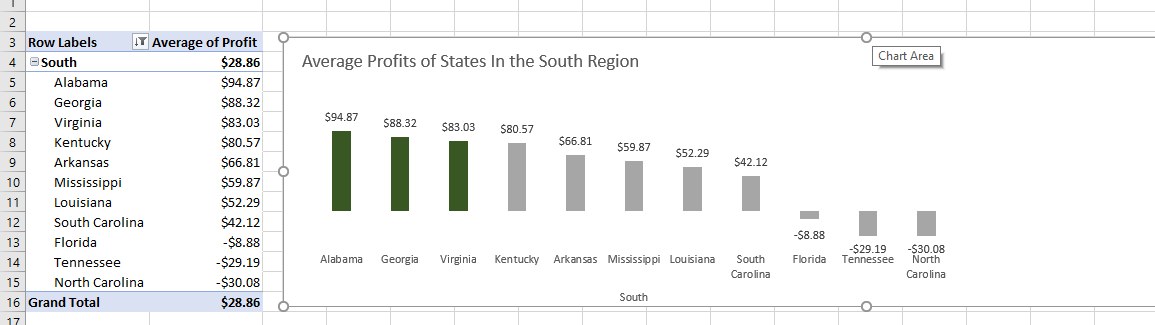 1
2
3 Row Labels Average of Profit
4 South $28.86
5 Alabama $94.87
6 Georgia $88.32
7 Virginia $83.03
8 Kentucky $80.57
9 Arkansas $66.81
10 Mississippi $59.87
11 Louisiana $52.29
12 South Carolina $42.12
13 Florida -$8.88
14 Tennessee -$29.19
15 North Carolina -$30.08
16 Grand Total $28.86
17
Chart Area
Average Profits of States In the South Region
$94.87 $88.32 $83.03 $80.57 $66.81 $59.87 $52.29 $42.12
-$8.88 -$29.19 -$30.08
Alabama Georgia Virginia Kentucky Arkansas Mississippi Louisiana South Florida Tennessee North
Carolina Carolina
South